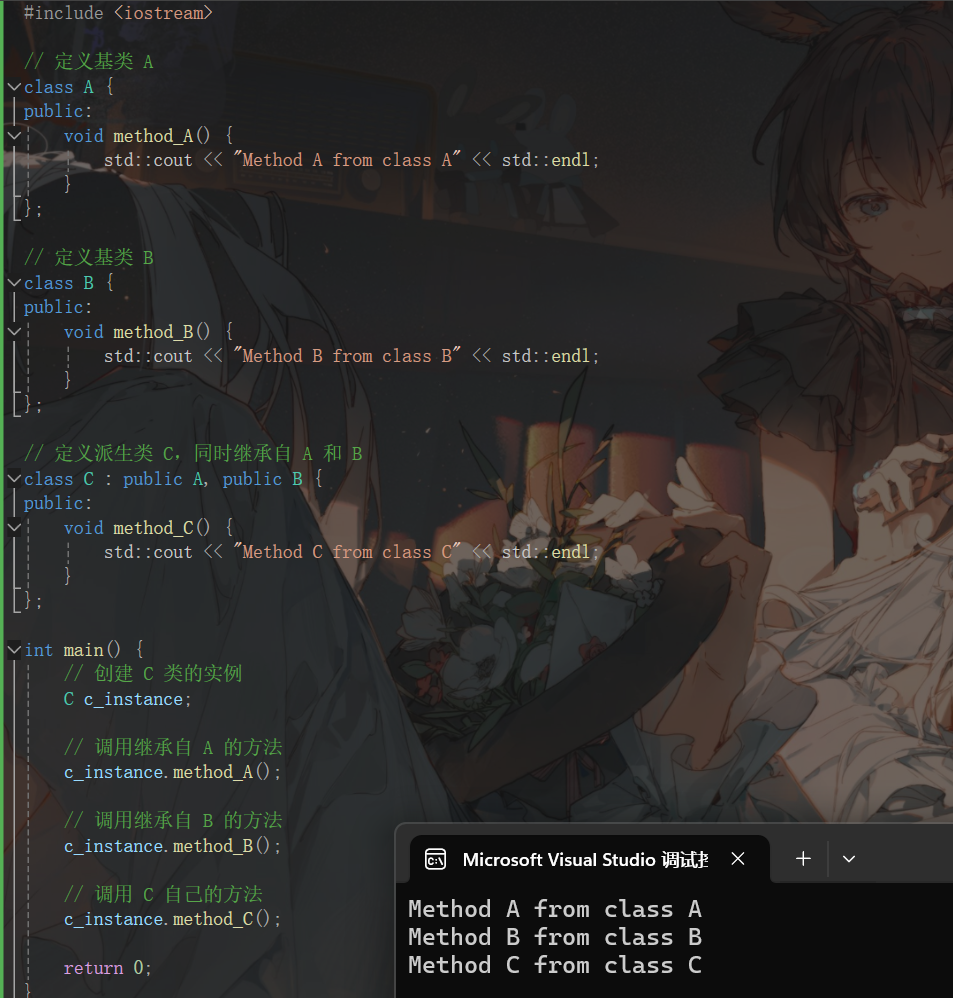 #include <iostream>
// 定义基类 A
class A {
public:
void method_A() {
std::cout << "Method A from class A" << std::endl;
}
};
// 定义基类 B
class B {
public:
void method_B() {
std::cout << "Method B from class B" << std::endl;
}
};
// 定义派生类 C，同时继承自 A 和 B
class C : public A, public B {
public:
void method_C() {
std::cout << "Method C from class C" << std::endl;
}
};
int main() {
// 创建 C 类的实例
C c_instance;
// 调用继承自 A 的方法
c_instance.method_A();
// 调用继承自 B 的方法
c_instance.method_B();
// 调用 C 自己的方法
c_instance.method_C();
return 0;
}
Microsoft Visual Studio 调试
Method A from class A
Method B from class B
Method C from class C